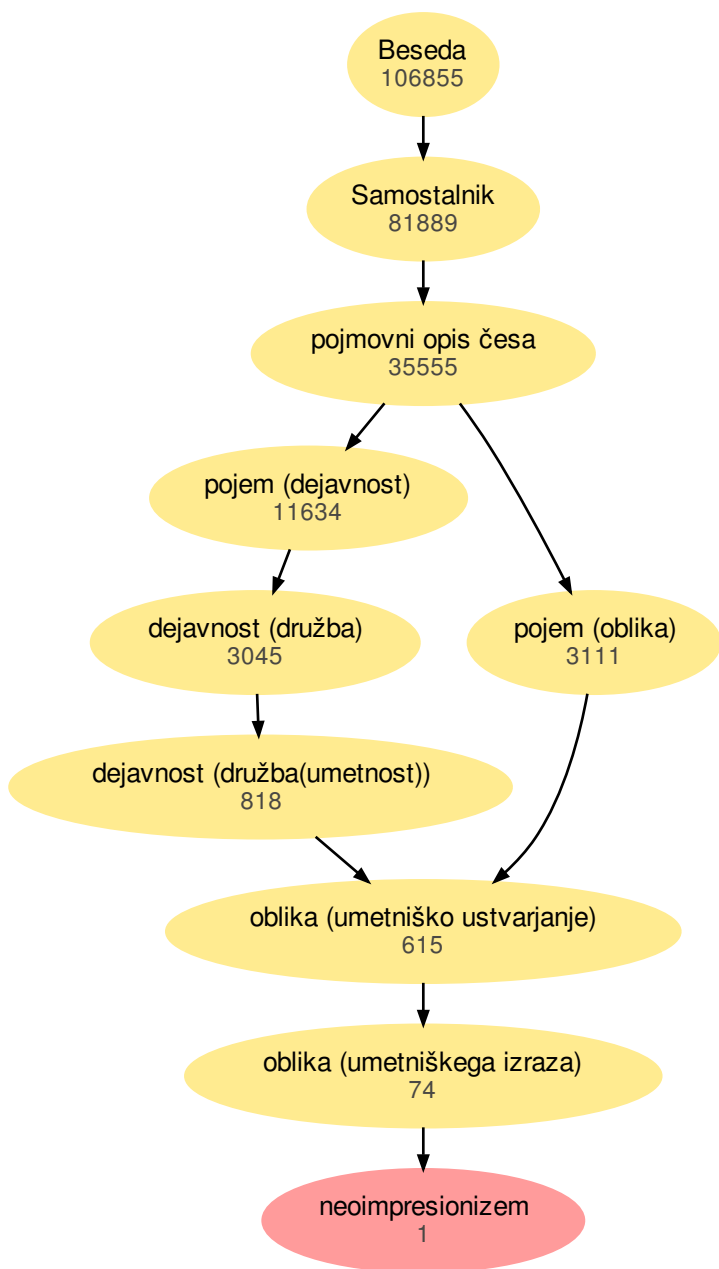 Beseda
106855
Samostalnik
81889
pojmovni opis česa
35555
pojem (dejavnost)
11634
dejavnost (družba)
3045
pojem (oblika)
3111
dejavnost (družba(umetnost))
818
oblika (umetniško ustvarjanje)
615
oblika (umetniškega izraza)
74
neoimpresionizem
1